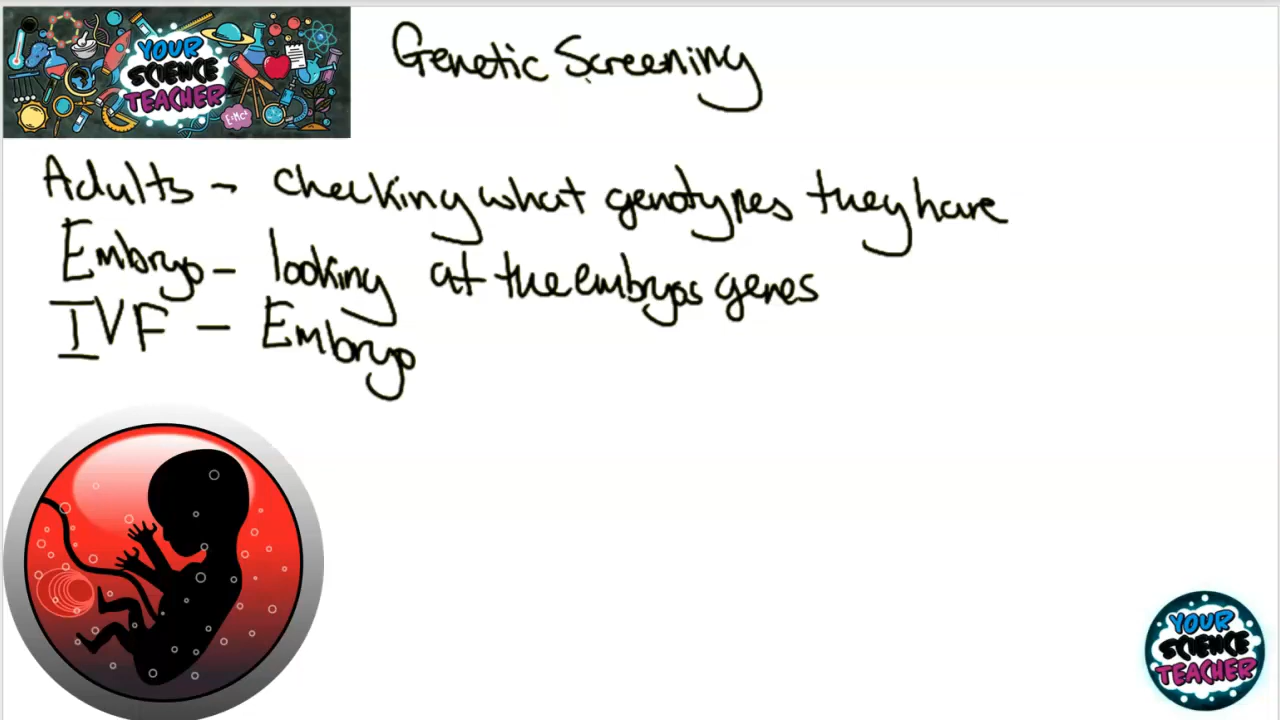 YOUR
SCIENCE
TEACHER
E=MC²
Genetic Screening
Adults - checking what genotypes they have
Embryo - looking at the embryos genes
IVF - Embryo
YOUR
SCIENCE
TEACHER